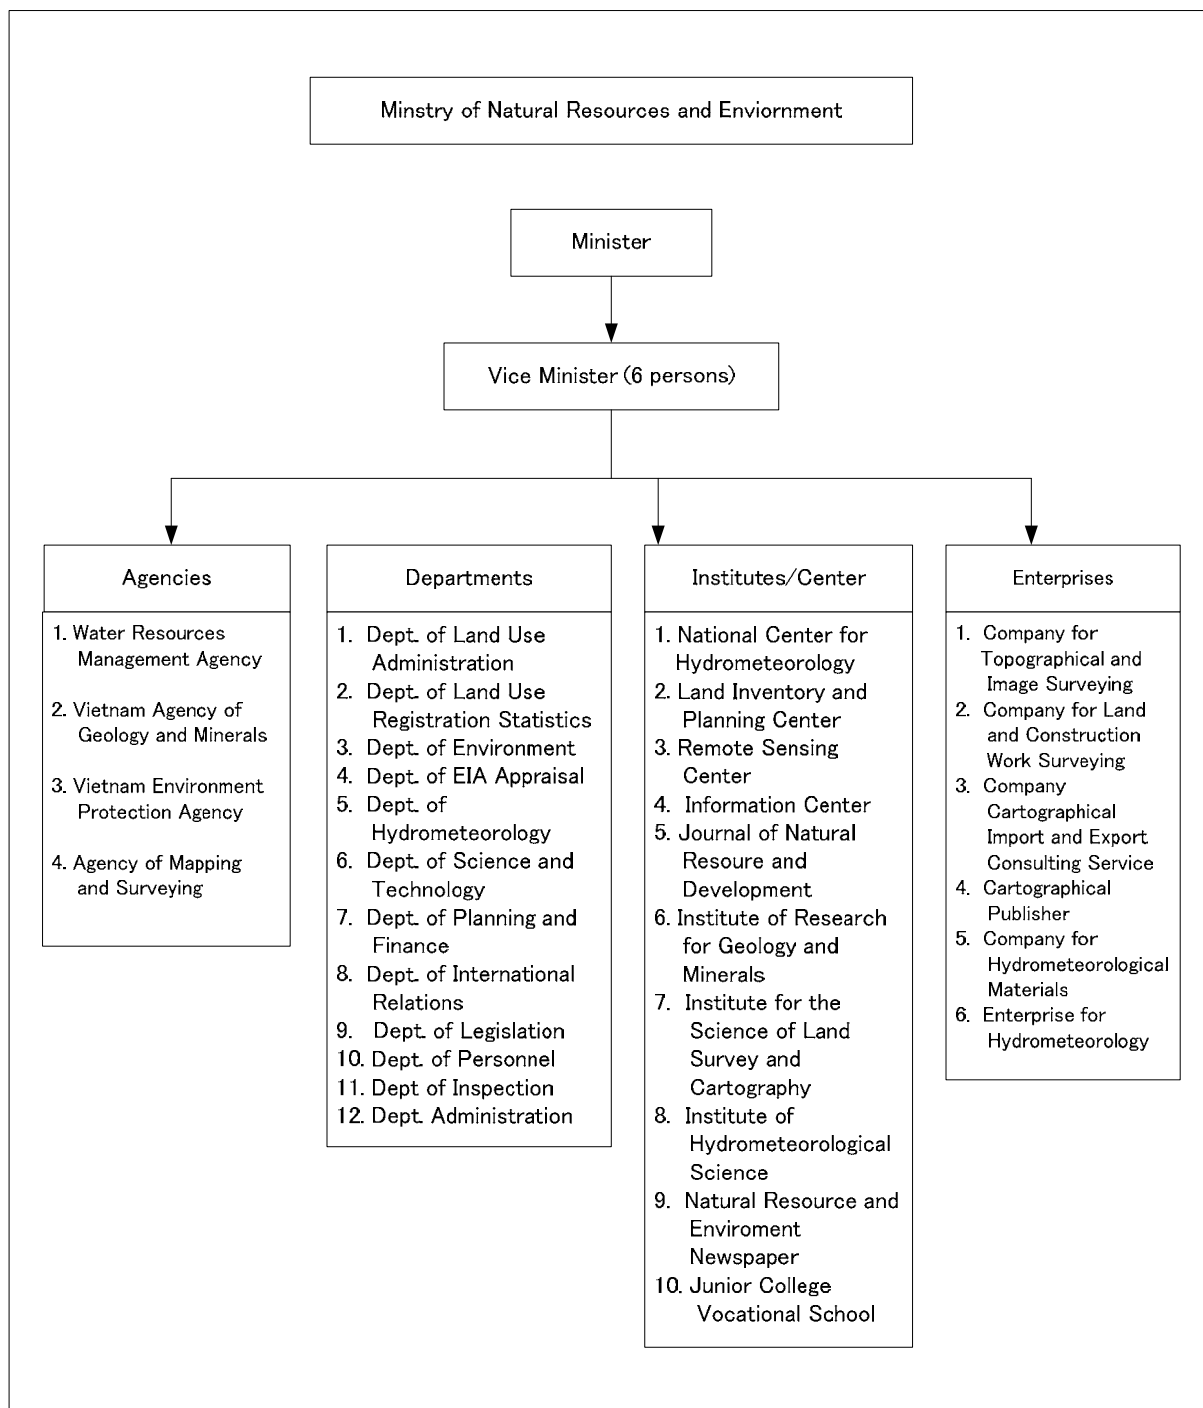 Minstry of Natural Resources and Enviornment
Minister
Vice Minister (6 persons)
Agencies
1. Water Resources
Management Agency
2. Vietnam Agency of
Geology and Minerals
3. Vietnam Environment
Protection Agency
4. Agency of Mapping
and Surveying
Departments
1. Dept. of Land Use
Administration
2. Dept. of Land Use
Registration Statistics
3. Dept. of Environment
4. Dept. of EIA Appraisal
5. Dept. of
Hydrometeorology
6. Dept. of Science and
Technology
7. Dept. of Planning and
Finance
8. Dept. of International
Relations
9. Dept. of Legislation
10. Dept. of Personnel
11. Dept of Inspection
12. Dept. Administration
Institutes/Center
1. National Center for
Hydrometeorology
2. Land Inventory and
Planning Center
3. Remote Sensing
Center
4. Information Center
5. Journal of Natural
Resoure and
Development
6. Institute of Research
for Geology and
Minerals
7. Institute for the
Science of Land
Survey and
Cartography
8. Institute of
Hydrometeorological
Science
9. Natural Resource and
Enviroment
Newspaper
10. Junior College
Vocational School
Enterprises
1. Company for
Topographical and
Image Surveying
2. Company for Land
and Construction
Work Surveying
3. Company
Cartographical
Import and Export
Consulting Service
4. Cartographical
Publisher
5. Company for
Hydrometeorological
Materials
6. Enterprise for
Hydrometeorology